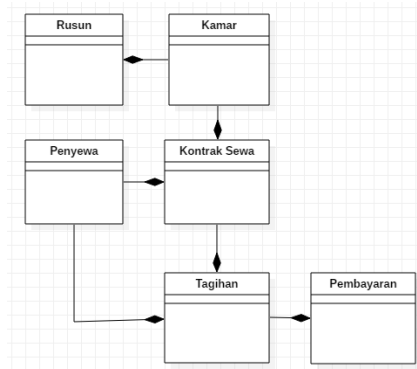 Rusun
Kamar
Penyewa
Kontrak Sewa
Tagihan
Pembayaran